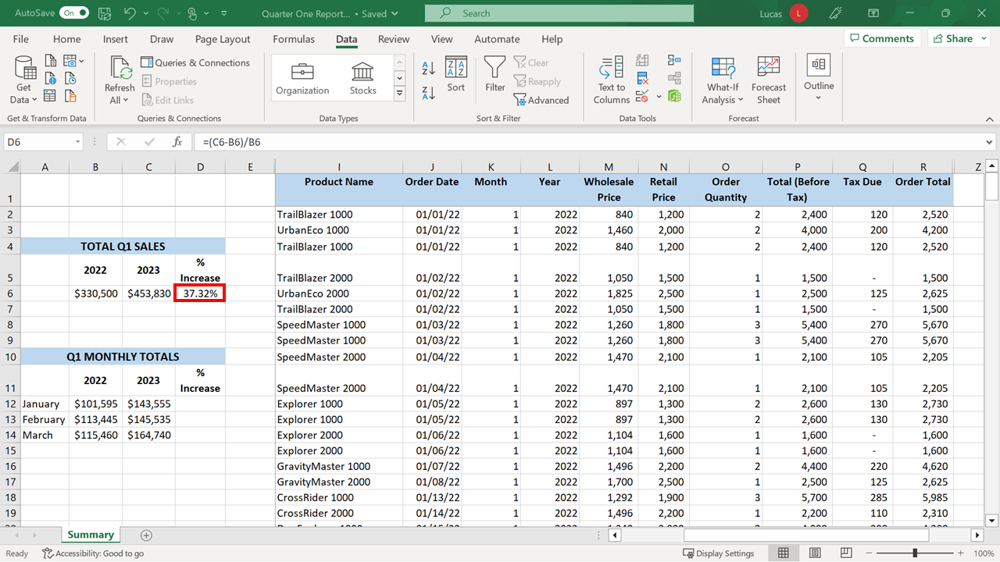 AutoSave On Quarter One Report... • Saved Search Lucas L
File Home Insert Draw Page Layout Formulas Data Review View Automate Help Comments Share
Get Data Refresh All Queries & Connections Properties Edit Links Organization Stocks Sort Filter Clear Reapply Advanced Text to Columns What-If Analysis Forecast Sheet Outline
Get & Transform Data Queries & Connections Data Types Sort & Filter Data Tools Forecast
D6 fx =(C6-B6)/B6
A B C D E I J K L M N O P Q R Z
1 Product Name Order Date Month Year Wholesale Price Retail Price Order Quantity Total (Before Tax) Tax Due Order Total
2 TrailBlazer 1000 01/01/22 1 2022 840 1,200 2 2,400 120 2,520
3 UrbanEco 1000 01/01/22 1 2022 1,460 2,000 2 4,000 200 4,200
4 TOTAL Q1 SALES TrailBlazer 1000 01/01/22 1 2022 840 1,200 2 2,400 120 2,520
5 2022 2023 % Increase TrailBlazer 2000 01/02/22 1 2022 1,050 1,500 1 1,500 - 1,500
6 $330,500 $453,830 37.32% UrbanEco 2000 01/02/22 1 2022 1,825 2,500 1 2,500 125 2,625
7 TrailBlazer 2000 01/02/22 1 2022 1,050 1,500 1 1,500 - 1,500
8 SpeedMaster 1000 01/03/22 1 2022 1,260 1,800 3 5,400 270 5,670
9 SpeedMaster 1000 01/03/22 1 2022 1,260 1,800 3 5,400 270 5,670
10 Q1 MONTHLY TOTALS SpeedMaster 2000 01/04/22 1 2022 1,470 2,100 1 2,100 105 2,205
11 2022 2023 % Increase SpeedMaster 2000 01/04/22 1 2022 1,470 2,100 1 2,100 105 2,205
12 January $101,595 $143,555 Explorer 1000 01/05/22 1 2022 897 1,300 2 2,600 130 2,730
13 February $113,445 $145,535 Explorer 1000 01/05/22 1 2022 897 1,300 2 2,600 130 2,730
14 March $115,460 $164,740 Explorer 2000 01/06/22 1 2022 1,104 1,600 1 1,600 - 1,600
15 Explorer 2000 01/06/22 1 2022 1,104 1,600 1 1,600 - 1,600
16 GravityMaster 1000 01/07/22 1 2022 1,496 2,200 2 4,400 220 4,620
17 GravityMaster 2000 01/08/22 1 2022 1,700 2,500 1 2,500 125 2,625
18 CrossRider 1000 01/13/22 1 2022 1,292 1,900 3 5,700 285 5,985
19 CrossRider 2000 01/14/22 1 2022 1,496 2,200 1 2,200 110 2,310
Summary
Ready Accessibility: Good to go Display Settings 100%